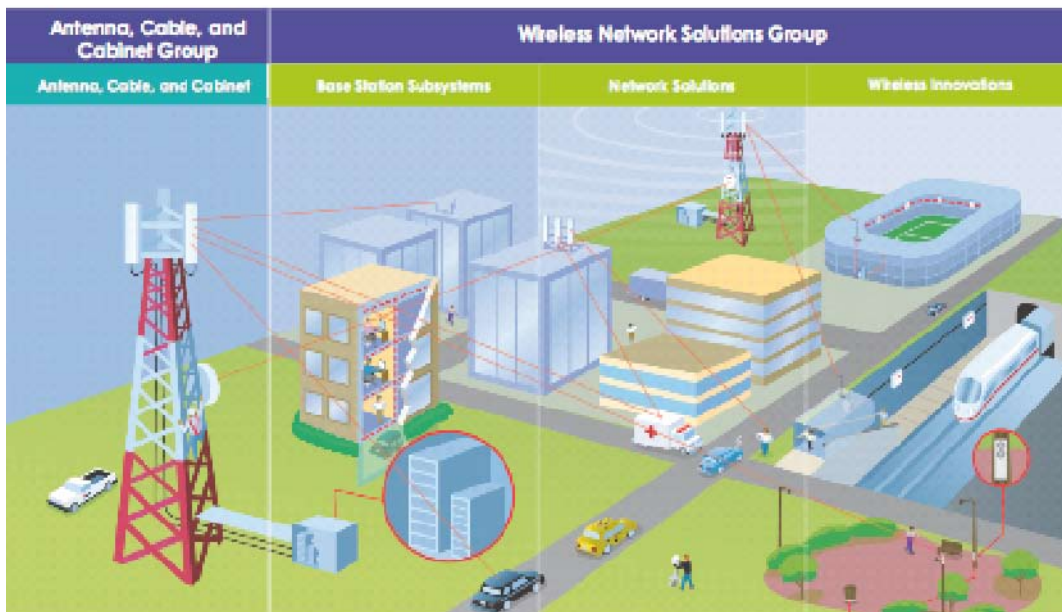 Antenna, Cable, and
Cabinet Group
Wireless Network Solutions Group
Antenna, Cable, and Cabinet
Base Station Subsystems
Network Solutions
Wireless Innovations